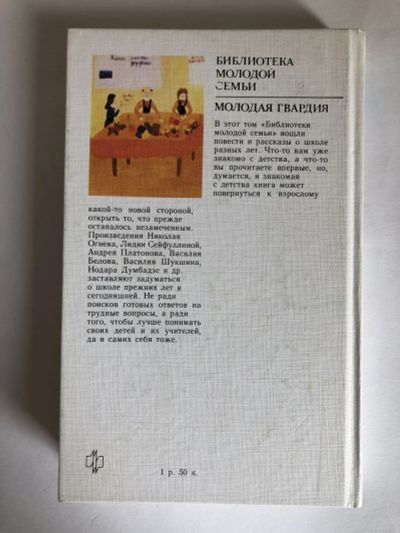 БИБЛИОТЕКА
МОЛОДОЙ
СЕМЬИ
МОЛОДАЯ ГВАРДИЯ
В этот том «Библиотеки
молодой семьи» вошли
повести и рассказы о школе
разных лет. Что-то вам уже
знакомо с детства, а что-то
вы прочитаете впервые, но,
думается, и знакомая
с детства книга может
повернуться к взрослому
какой-то новой стороной,
открыть то, что прежде
оставалось незамеченным.
Произведения Николая
Огнева, Лидии Сейфуллиной,
Андрея Платонова, Василия
Белова, Василия Шукшина,
Нодара Думбадзе и др.
заставляют задуматься
о школе прежних лет и
сегодняшней. Не ради
поисков готовых ответов на
трудные вопросы, а ради
того, чтобы лучше понимать
своих детей и их учителей,
да и самих себя тоже.
1 р. 50 к.